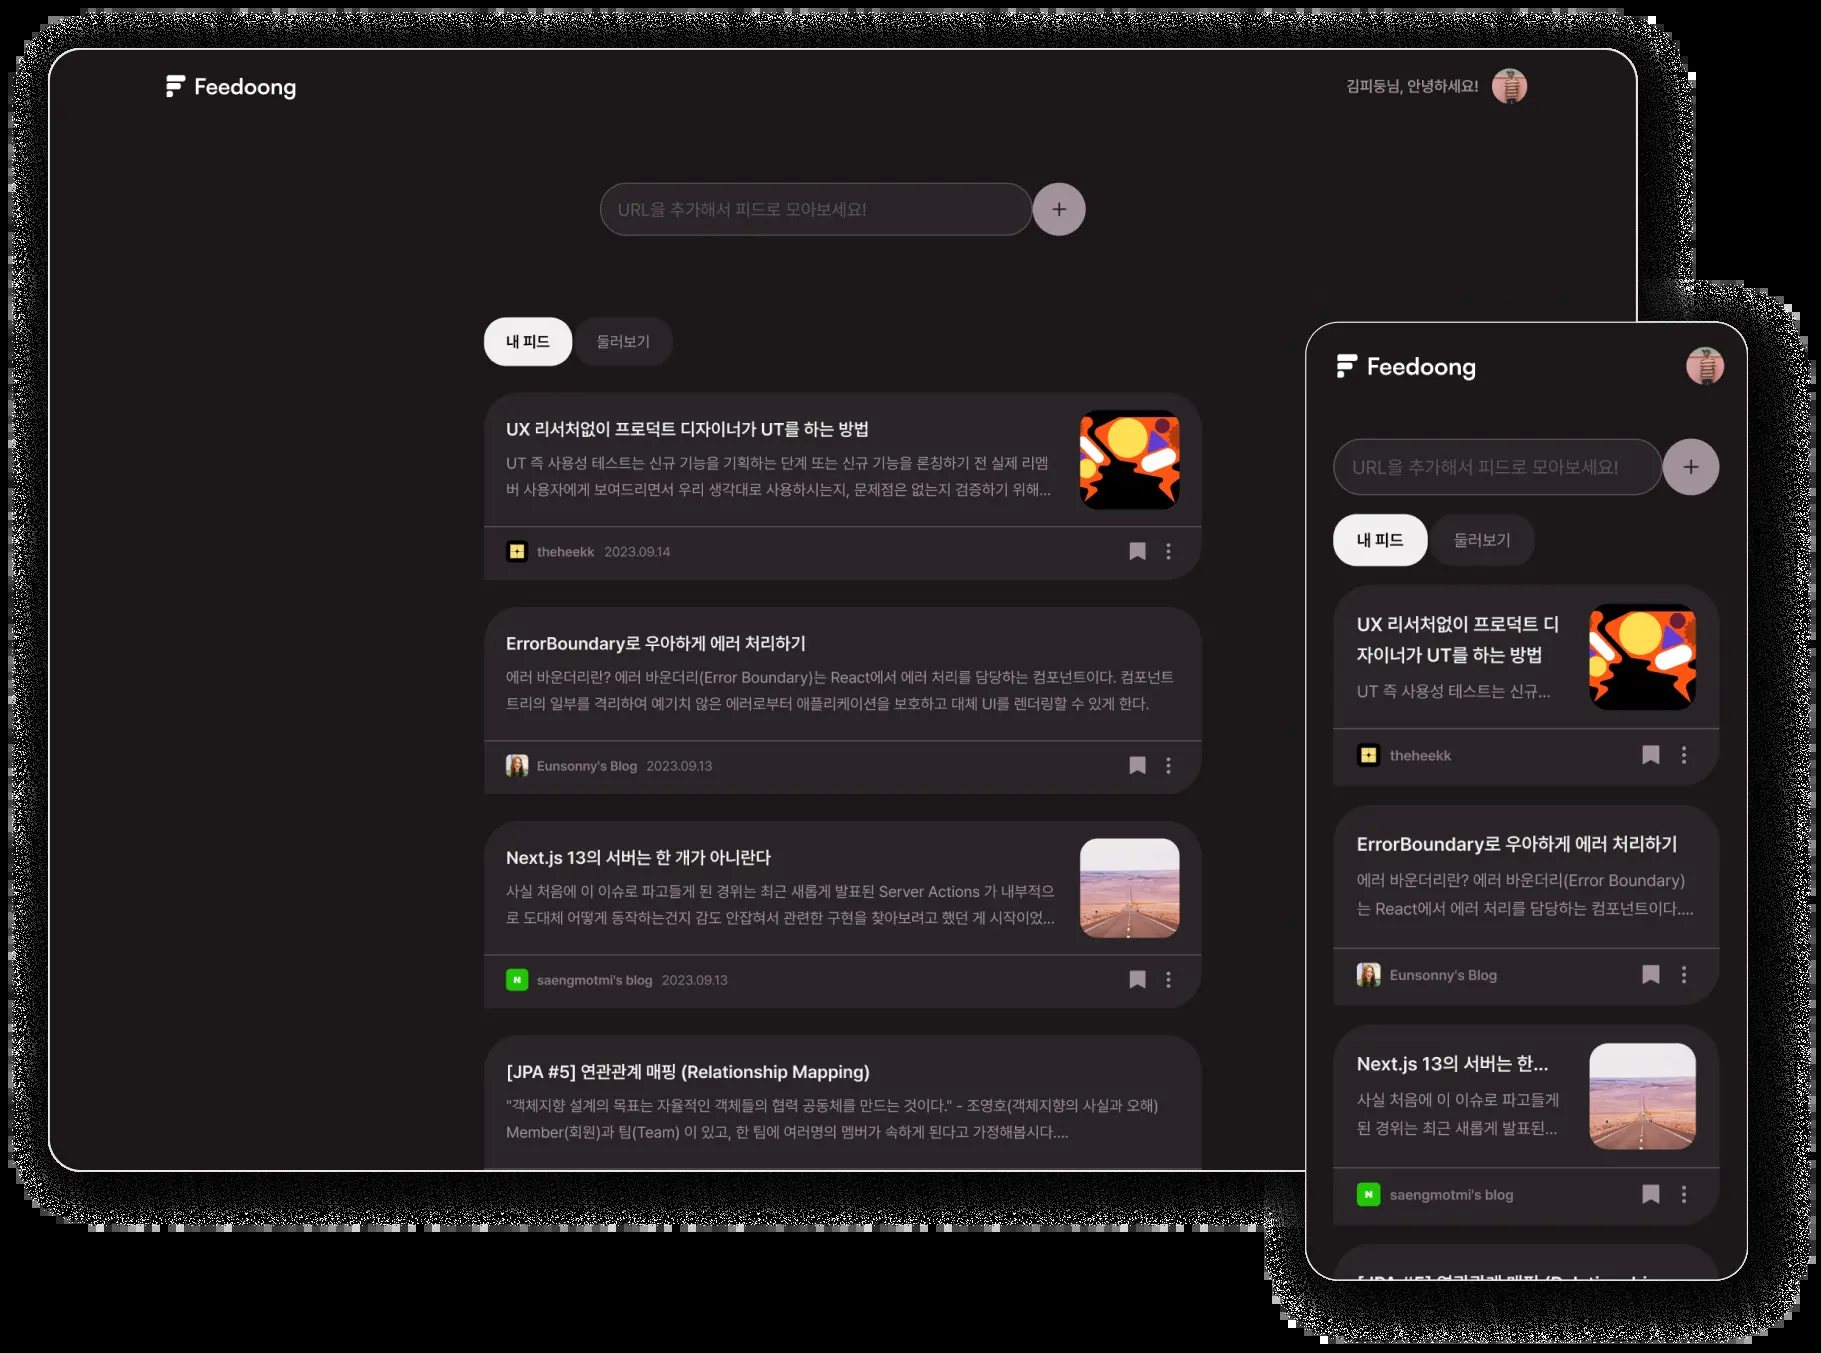 Feedoong
김피둥님, 안녕하세요!
URL을 추가해서 피드로 모아보세요!
내 피드
둘러보기
UX 리서처없이 프로덕트 디자이너가 UT를 하는 방법
UT 즉 사용성 테스트는 신규 기능을 기획하는 단계 또는 신규 기능을 론칭하기 전 실제 리멤
버 사용자에게 보여드리면서 우리 생각대로 사용하시는지, 문제점은 없는지 검증하기 위해...
theheekk 2023.09.14
ErrorBoundary로 우아하게 에러 처리하기
에러 바운더리란? 에러 바운더리(Error Boundary)는 React에서 에러 처리를 담당하는 컴포넌트이다. 컴포넌트
트리의 일부를 격리하여 예기치 않은 에러로부터 애플리케이션을 보호하고 대체 UI를 렌더링할 수 있게 한다.
Eunsonny's Blog 2023.09.13
Next.js 13의 서버는 한 개가 아니란다
사실 처음에 이 이슈로 파고들게 된 경위는 최근 새롭게 발표된 Server Actions 가 내부적으
로 도대체 어떻게 동작하는건지 감도 안잡혀서 관련한 구현을 찾아보려고 했던 게 시작이었...
N saengmotmi's blog 2023.09.13
[JPA #5] 연관관계 매핑 (Relationship Mapping)
"객체지향 설계의 목표는 자율적인 객체들의 협력 공동체를 만드는 것이다." - 조영호(객체지향의 사실과 오해)
Member(회원)과 팀(Team) 이 있고, 한 팀에 여러명의 멤버가 속하게 된다고 가정해봅시다....
Feedoong
URL을 추가해서 피드로 모아보세요!
내 피드
둘러보기
UX 리서처없이 프로덕트 디
자이너가 UT를 하는 방법
UT 즉 사용성 테스트는 신규...
theheekk
ErrorBoundary로 우아하게 에러 처리하기
에러 바운더리란? 에러 바운더리(Error Boundary)
는 React에서 에러 처리를 담당하는 컴포넌트이다....
Eunsonny's Blog
Next.js 13의 서버는 한...
사실 처음에 이 이슈로 파고들게
된 경위는 최근 새롭게 발표된...
N saengmotmi's blog